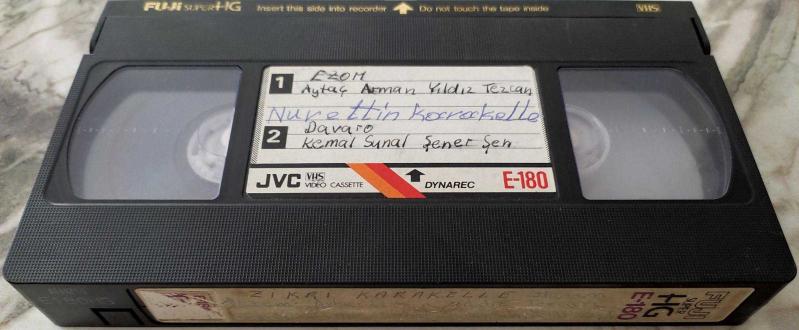 FUJI SUPER HG Insert this side into recorder Do not touch the tape inside VHS
1 EZOM
Aytaç Arman Yıldız Tezcan
Nurettin Karakelle
2 Davaro
Kemal Sunal Şener Şen
JVC VHS VIDEO CASSETTE DYNAREC E-180
ZIKRI KARAKELLE
FUJI SUPER HG E-180